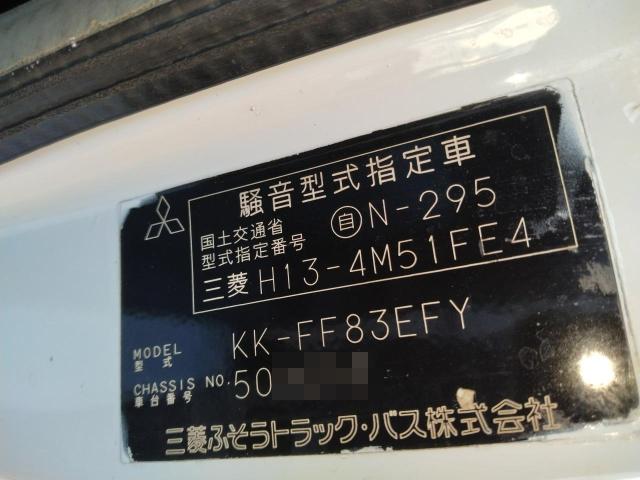 騒音型式指定車
国土交通省
型式指定番号 自N-295
三菱 H13-4M51FE4
MODEL
型式 KK-FF83EFY
CHASSIS NO.
車台番号 50
三菱ふそうトラック・バス株式会社